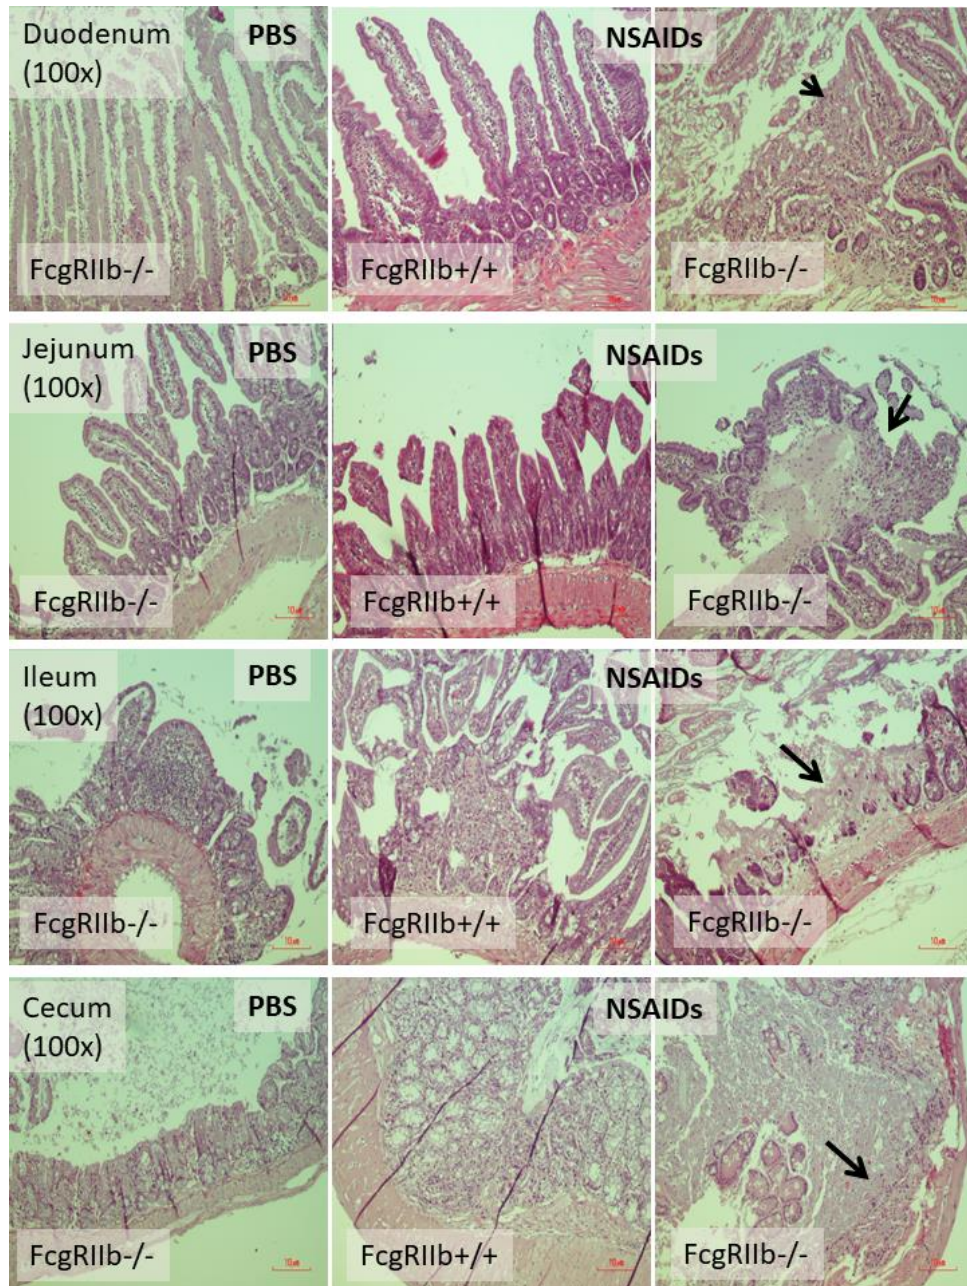 Duodenum
(100x)
PBS
NSAIDs
FcgRIIb-/-
FcgRIIb+/+
FcgRIIb-/-
Jejunum
(100x)
PBS
NSAIDs
FcgRIIb-/-
FcgRIIb+/+
FcgRIIb-/-
Ileum
(100x)
PBS
NSAIDs
FcgRIIb-/-
FcgRIIb+/+
FcgRIIb-/-
Cecum
(100x)
PBS
NSAIDs
FcgRIIb-/-
FcgRIIb+/+
FcgRIIb-/-